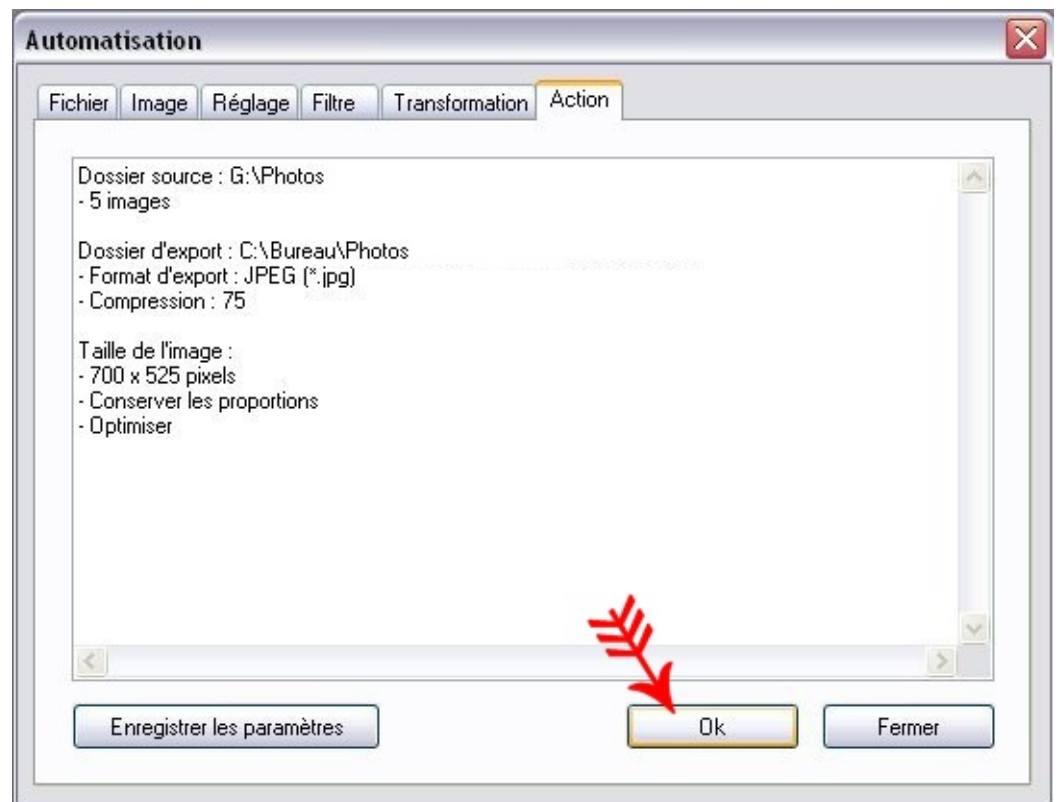 Automatisation
Fichier Image Réglage Filtre Transformation Action
Dossier source : G:\Photos
- 5 images
Dossier d'export : C:\Bureau\Photos
- Format d'export : JPEG (*.jpg)
- Compression : 75
Taille de l'image :
- 700 x 525 pixels
- Conserver les proportions
- Optimiser
Enregistrer les paramètres Ok Fermer